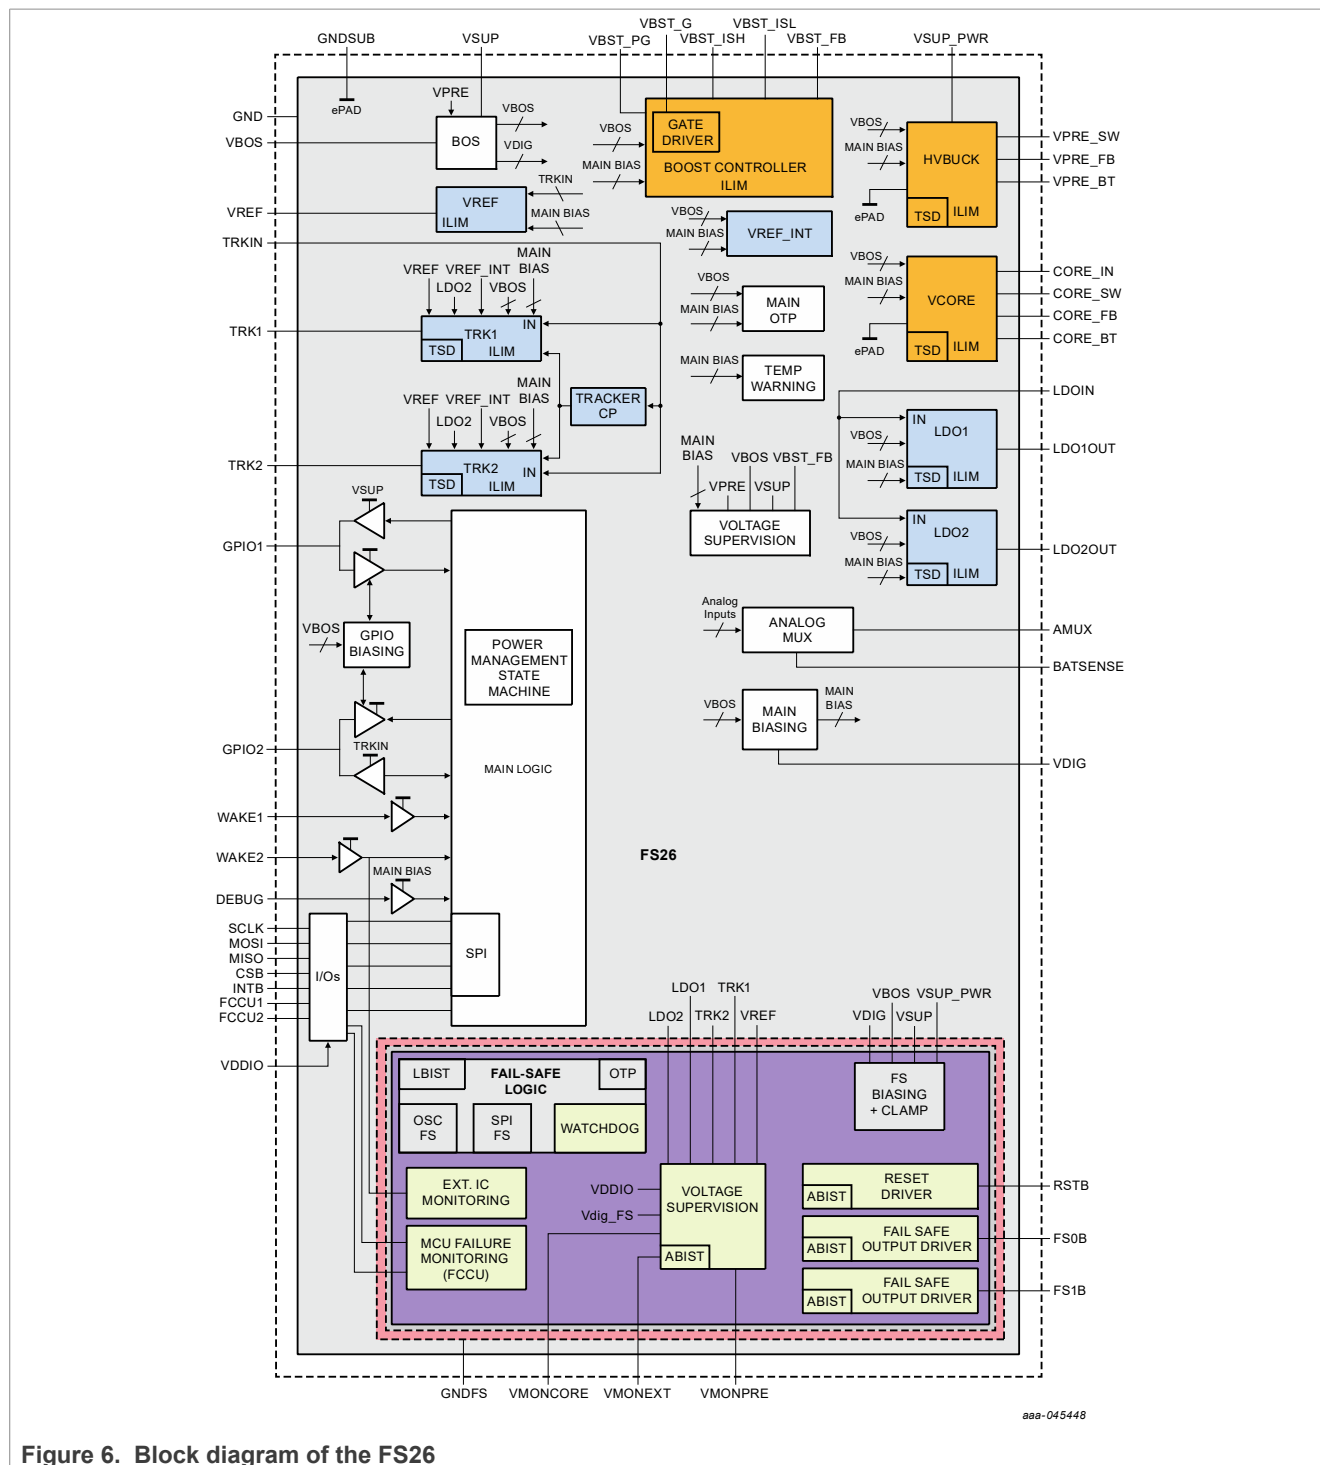 VBST_G
VBST_ISL
GNDSUB
VSUP
VBST_PG
VBST_ISH
VBST_FB
VSUP_PWR
GND
VBOS
VREF
TRKIN
TRK1
TRK2
GPIO1
GPIO2
WAKE1
WAKE2
DEBUG
SCLK
MOSI
MISO
CSB
INTB
FCCU1
FCCU2
VDDIO
ePAD
VPRE
BOS
VBOS
VDIG
VREF
ILIM
TRKIN
MAIN BIAS
VBOS
MAIN BIAS
GATE
DRIVER
BOOST CONTROLLER
ILIM
VBOS
MAIN BIAS
VREF_INT
VBOS
MAIN BIAS
HVBUCK
ePAD
TSD
ILIM
VPRE_SW
VPRE_FB
VPRE_BT
VBOS
MAIN BIAS
VCORE
ePAD
TSD
ILIM
CORE_IN
CORE_SW
CORE_FB
CORE_BT
VREF
VREF_INT
MAIN
BIAS
LDO2
VBOS
IN
TRK1
TSD
ILIM
VREF
VREF_INT
MAIN
BIAS
LDO2
VBOS
TRK2
IN
TSD
ILIM
TRACKER
CP
VBOS
MAIN BIAS
MAIN
OTP
MAIN BIAS
TEMP
WARNING
LDOIN
IN
LDO1
VBOS
MAIN BIAS
TSD
ILIM
LDO1OUT
IN
LDO2
VBOS
MAIN BIAS
TSD
ILIM
LDO2OUT
MAIN
BIAS
VBOS
VBST_FB
VPRE
VSUP
VOLTAGE
SUPERVISION
VSUP
VBOS
GPIO
BIASING
TRKIN
POWER
MANAGEMENT
STATE
MACHINE
MAIN LOGIC
Analog
Inputs
ANALOG
MUX
AMUX
BATSENSE
VBOS
MAIN
BIASING
MAIN
BIAS
VDIG
MAIN BIAS
FS26
I/Os
SPI
LDO1
TRK1
LDO2
TRK2
VREF
VBOS
VSUP_PWR
VDIG
VSUP
LBIST
FAIL-SAFE
LOGIC
OTP
OSC
FS
SPI
FS
WATCHDOG
FS
BIASING
+ CLAMP
EXT. IC
MONITORING
MCU FAILURE
MONITORING
(FCCU)
VDDIO
Vdig_FS
VOLTAGE
SUPERVISION
ABIST
RESET
DRIVER
ABIST
RSTB
FAIL SAFE
OUTPUT DRIVER
ABIST
FS0B
FAIL SAFE
OUTPUT DRIVER
ABIST
FS1B
GNDFS
VMONCORE
VMONEXT
VMONPRE
aaa-045448
Figure 6. Block diagram of the FS26